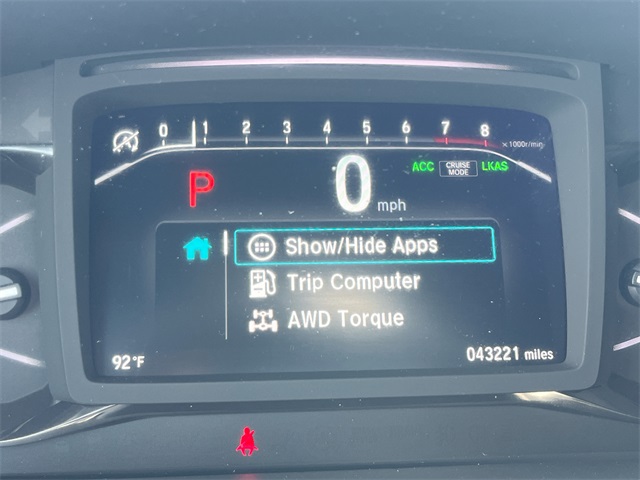 0 1 2 3 4 5 6 7 8 ×1000r/min
P 0 mph ACC CRUISE MODE LKAS
Show/Hide Apps
Trip Computer
AWD Torque
92°F 043221 miles